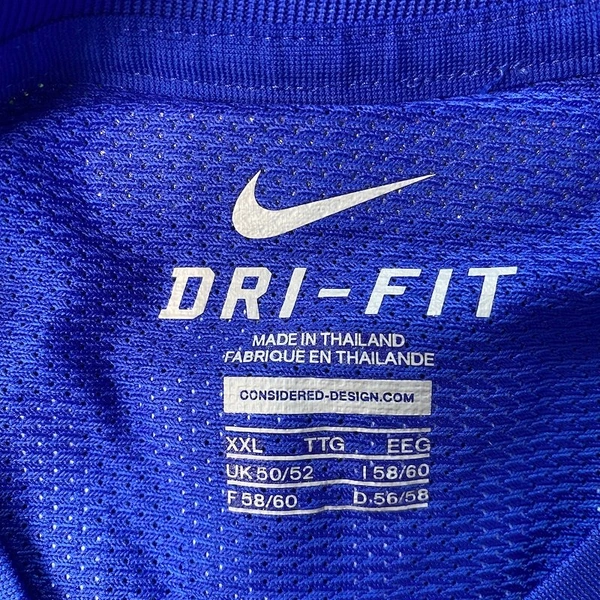 DRI-FIT
MADE IN THAILAND
FABRIQUE EN THAILANDE
CONSIDERED-DESIGN.COM
XXL TTG EEG
UK 50/52 I 58/60
F 58/60 D 56/58